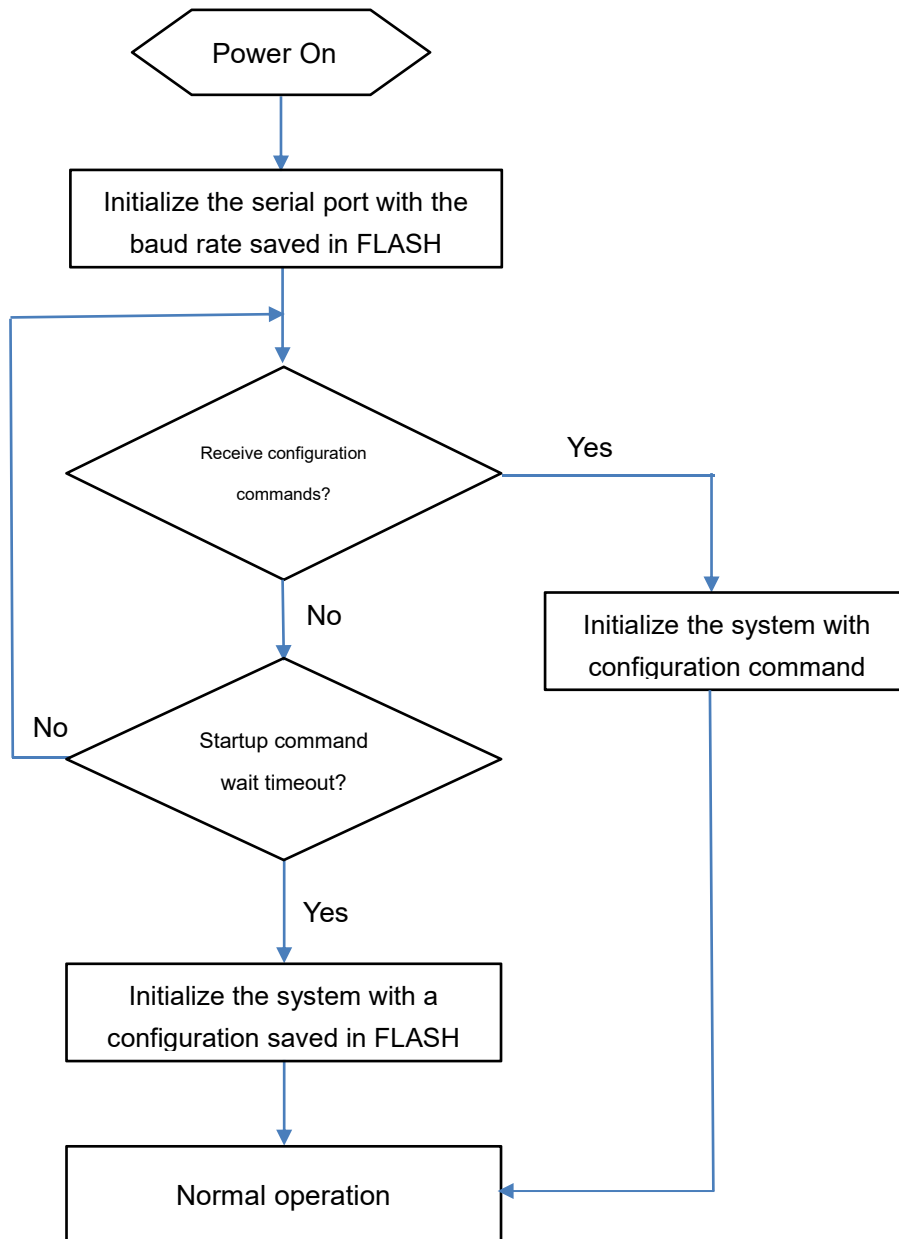 Power On
Initialize the serial port with the
baud rate saved in FLASH
Receive configuration
commands?
Yes
No
Initialize the system with
configuration command
No
Startup command
wait timeout?
Yes
Initialize the system with a
configuration saved in FLASH
Normal operation